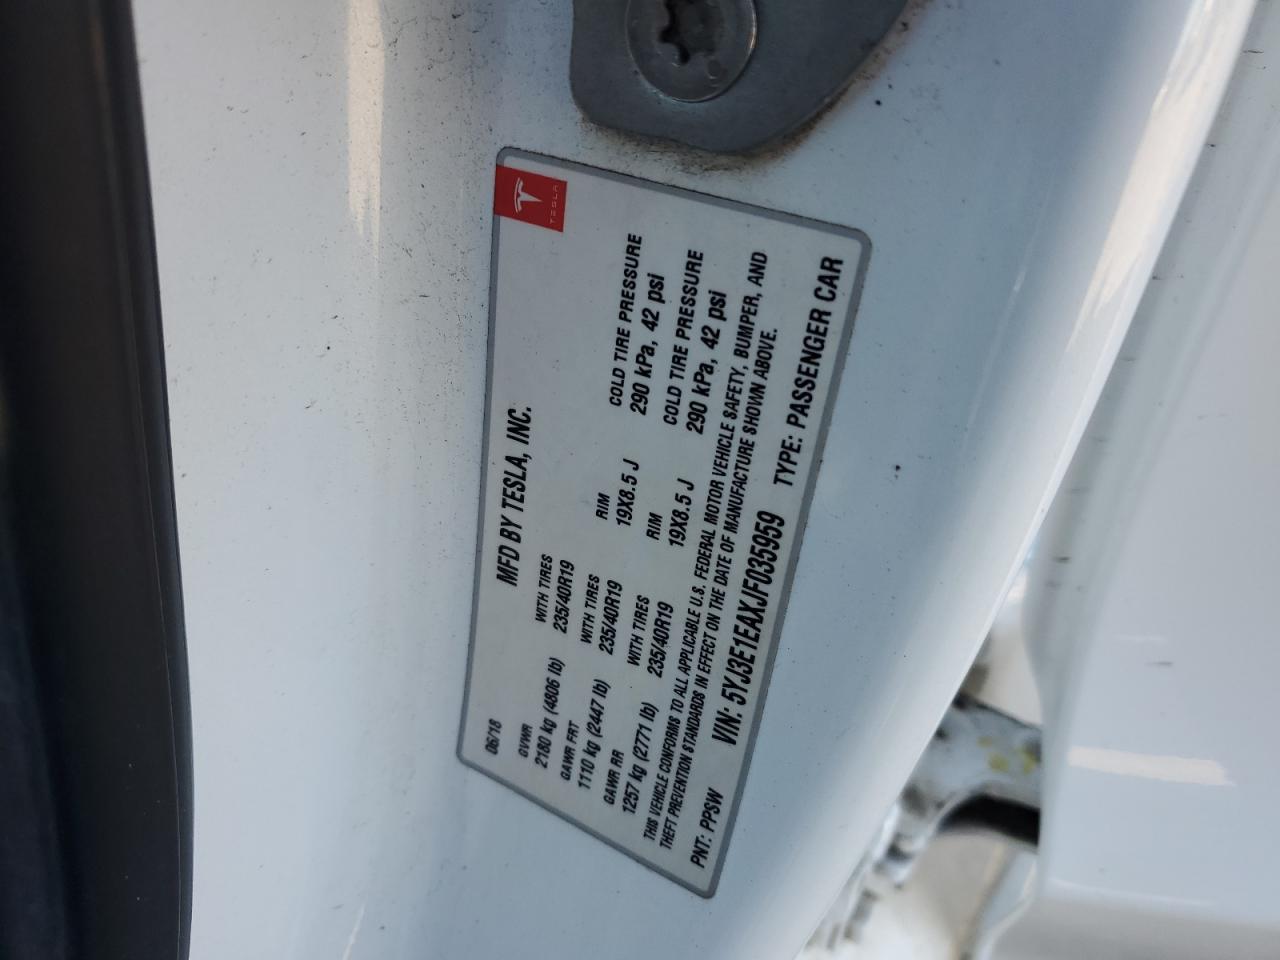 TESLA
MFD BY TESLA, INC.
06/18
GVWR WITH TIRES RIM COLD TIRE PRESSURE
2180 kg (4806 lb) 235/40R19 19X8.5 J 290 kPa, 42 psi
GAWR FRT WITH TIRES RIM COLD TIRE PRESSURE
1110 kg (2447 lb) 235/40R19 19X8.5 J 290 kPa, 42 psi
GAWR RR WITH TIRES
1257 kg (2771 lb) 235/40R19
THIS VEHICLE CONFORMS TO ALL APPLICABLE U.S. FEDERAL MOTOR VEHICLE SAFETY, BUMPER, AND
THEFT PREVENTION STANDARDS IN EFFECT ON THE DATE OF MANUFACTURE SHOWN ABOVE.
PNT: PPSW VIN: 5YJ3E1EAXJF035959 TYPE: PASSENGER CAR